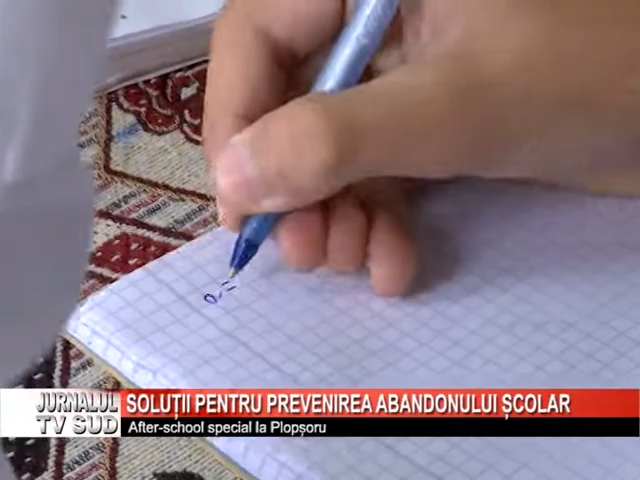 JURNALUL
TV SUD
SOLUȚII PENTRU PREVENIREA ABANDONULUI ȘCOLAR
After-school special la Plopșoru